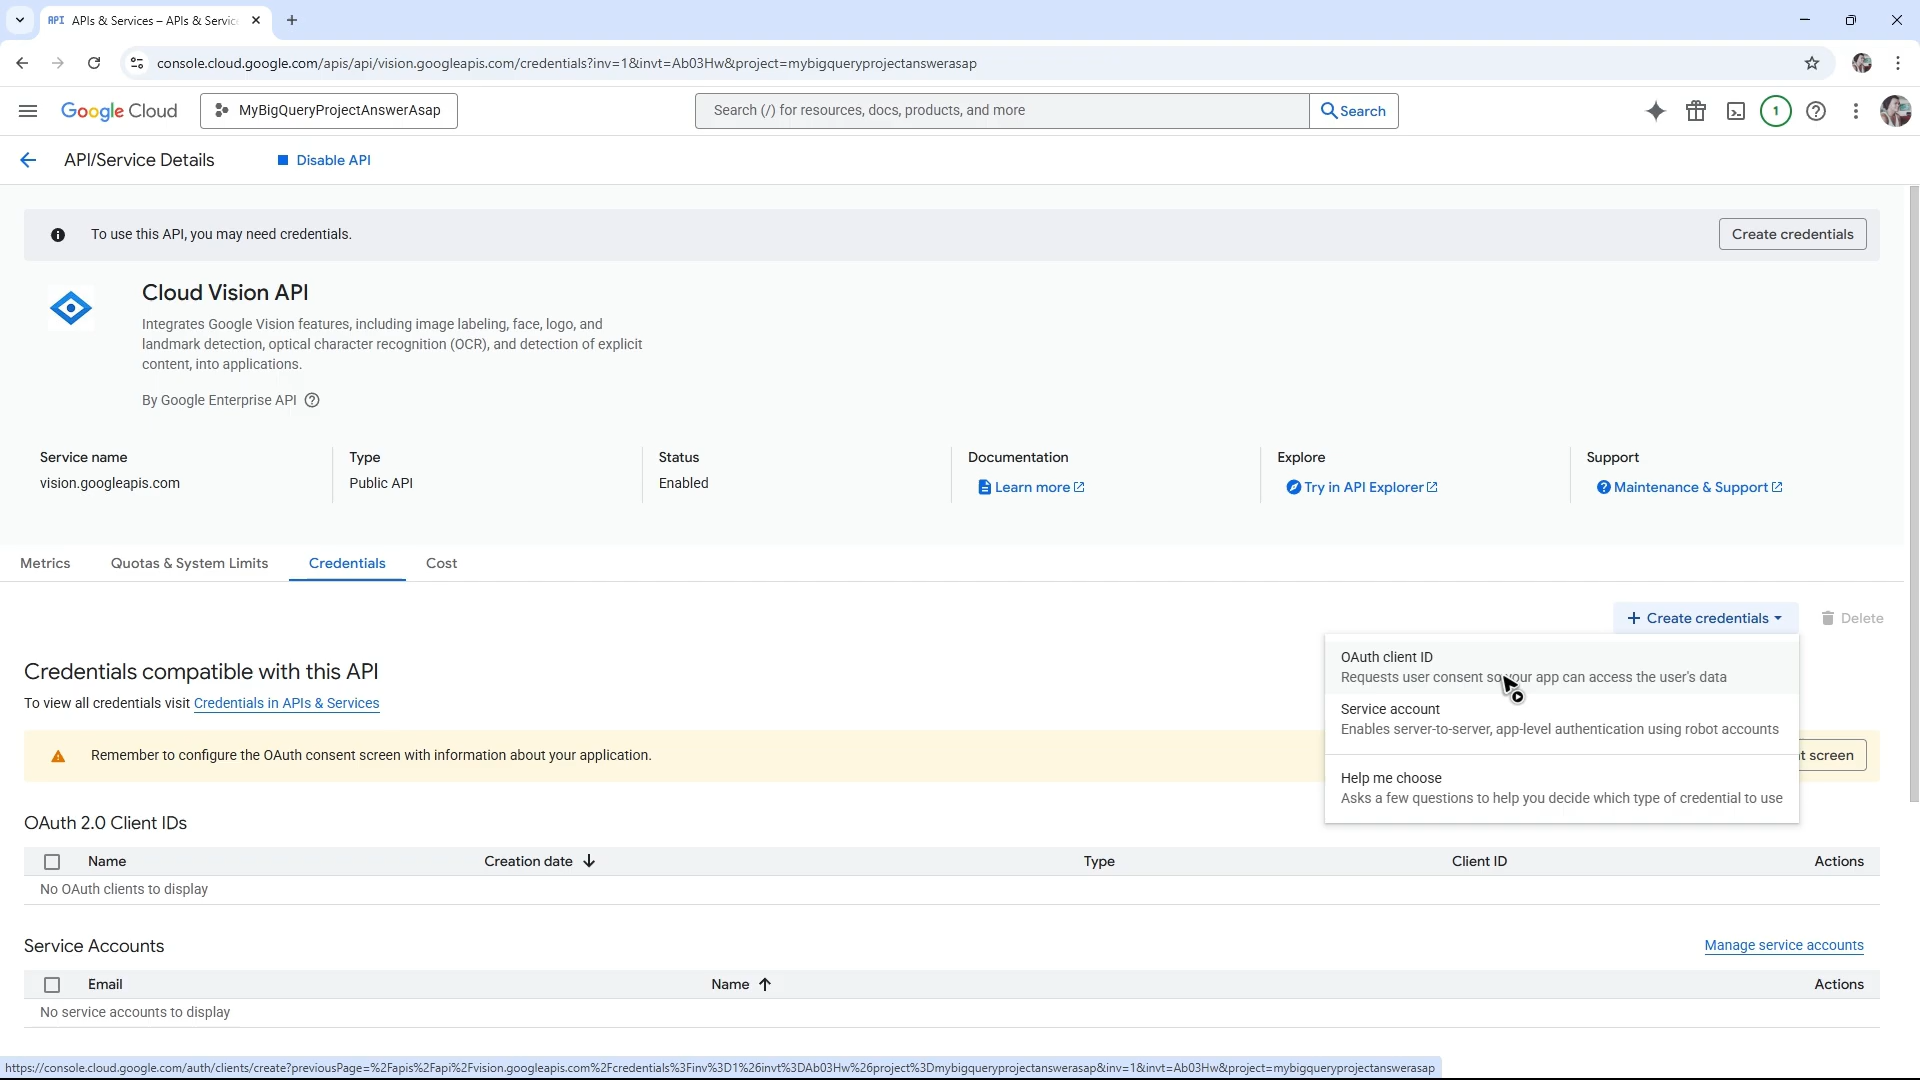 API APIs & Services – APIs & Servic
console.cloud.google.com/apis/api/vision.googleapis.com/credentials?inv=1&invt=Ab03Hw&project=mybigqueryprojectanswerasap
Google Cloud
MyBigQueryProjectAnswerAsap
Search (/) for resources, docs, products, and more
Search
1
API/Service Details
Disable API
To use this API, you may need credentials.
Create credentials
Cloud Vision API
Integrates Google Vision features, including image labeling, face, logo, and
landmark detection, optical character recognition (OCR), and detection of explicit
content, into applications.
By Google Enterprise API
Service name
vision.googleapis.com
Type
Public API
Status
Enabled
Documentation
Learn more
Explore
Try in API Explorer
Support
Maintenance & Support
Metrics
Quotas & System Limits
Credentials
Cost
+ Create credentials
Delete
OAuth client ID
Requests user consent so your app can access the user's data
Service account
Enables server-to-server, app-level authentication using robot accounts
Help me choose
Asks a few questions to help you decide which type of credential to use
Credentials compatible with this API
To view all credentials visit Credentials in APIs & Services
Remember to configure the OAuth consent screen with information about your application.
t screen
OAuth 2.0 Client IDs
Name
Creation date
Type
Client ID
Actions
No OAuth clients to display
Service Accounts
Manage service accounts
Email
Name
Actions
No service accounts to display
https://console.cloud.google.com/auth/clients/create?previousPage=%2Fapis%2Fapi%2Fvision.googleapis.com%2Fcredentials%3Finv%3D1%26invt%3DAb03Hw%26project%3Dmybigqueryprojectanswerasap&inv=1&invt=Ab03Hw&project=mybigqueryprojectanswerasap